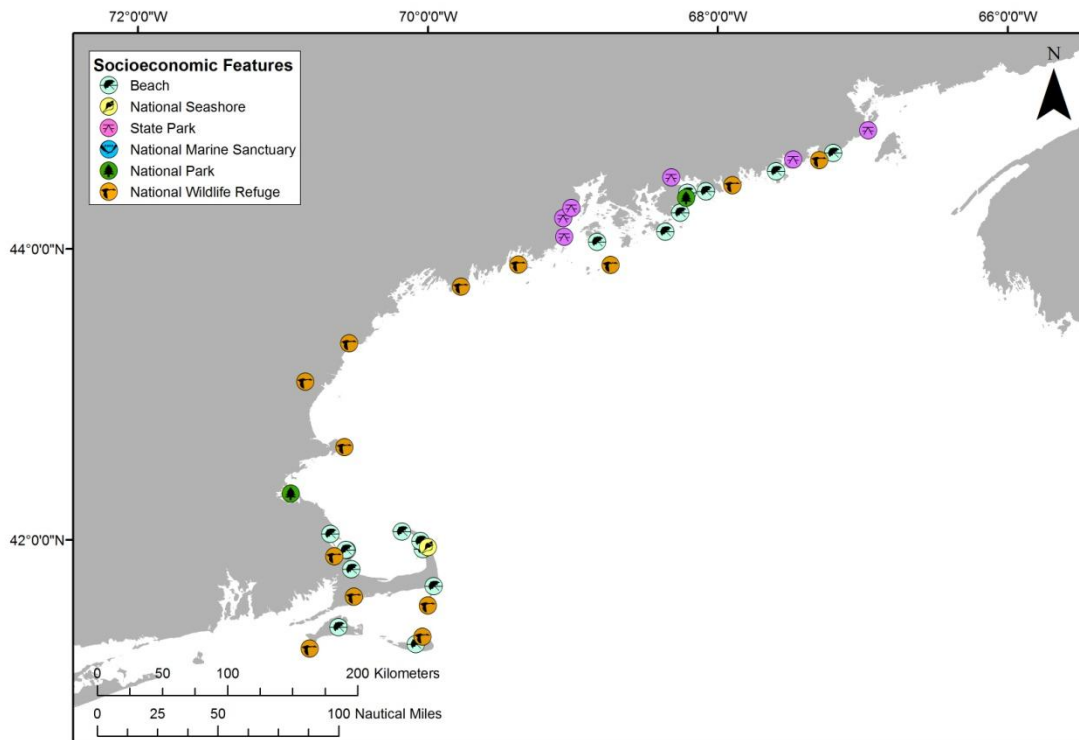 72°0'0"W 70°0'0"W 68°0'0"W 66°0'0"W
Socioeconomic Features
Beach
National Seashore
State Park
National Marine Sanctuary
National Park
National Wildlife Refuge
N
44°0'0"N
42°0'0"N
0 50 100 200 Kilometers
0 25 50 100 Nautical Miles